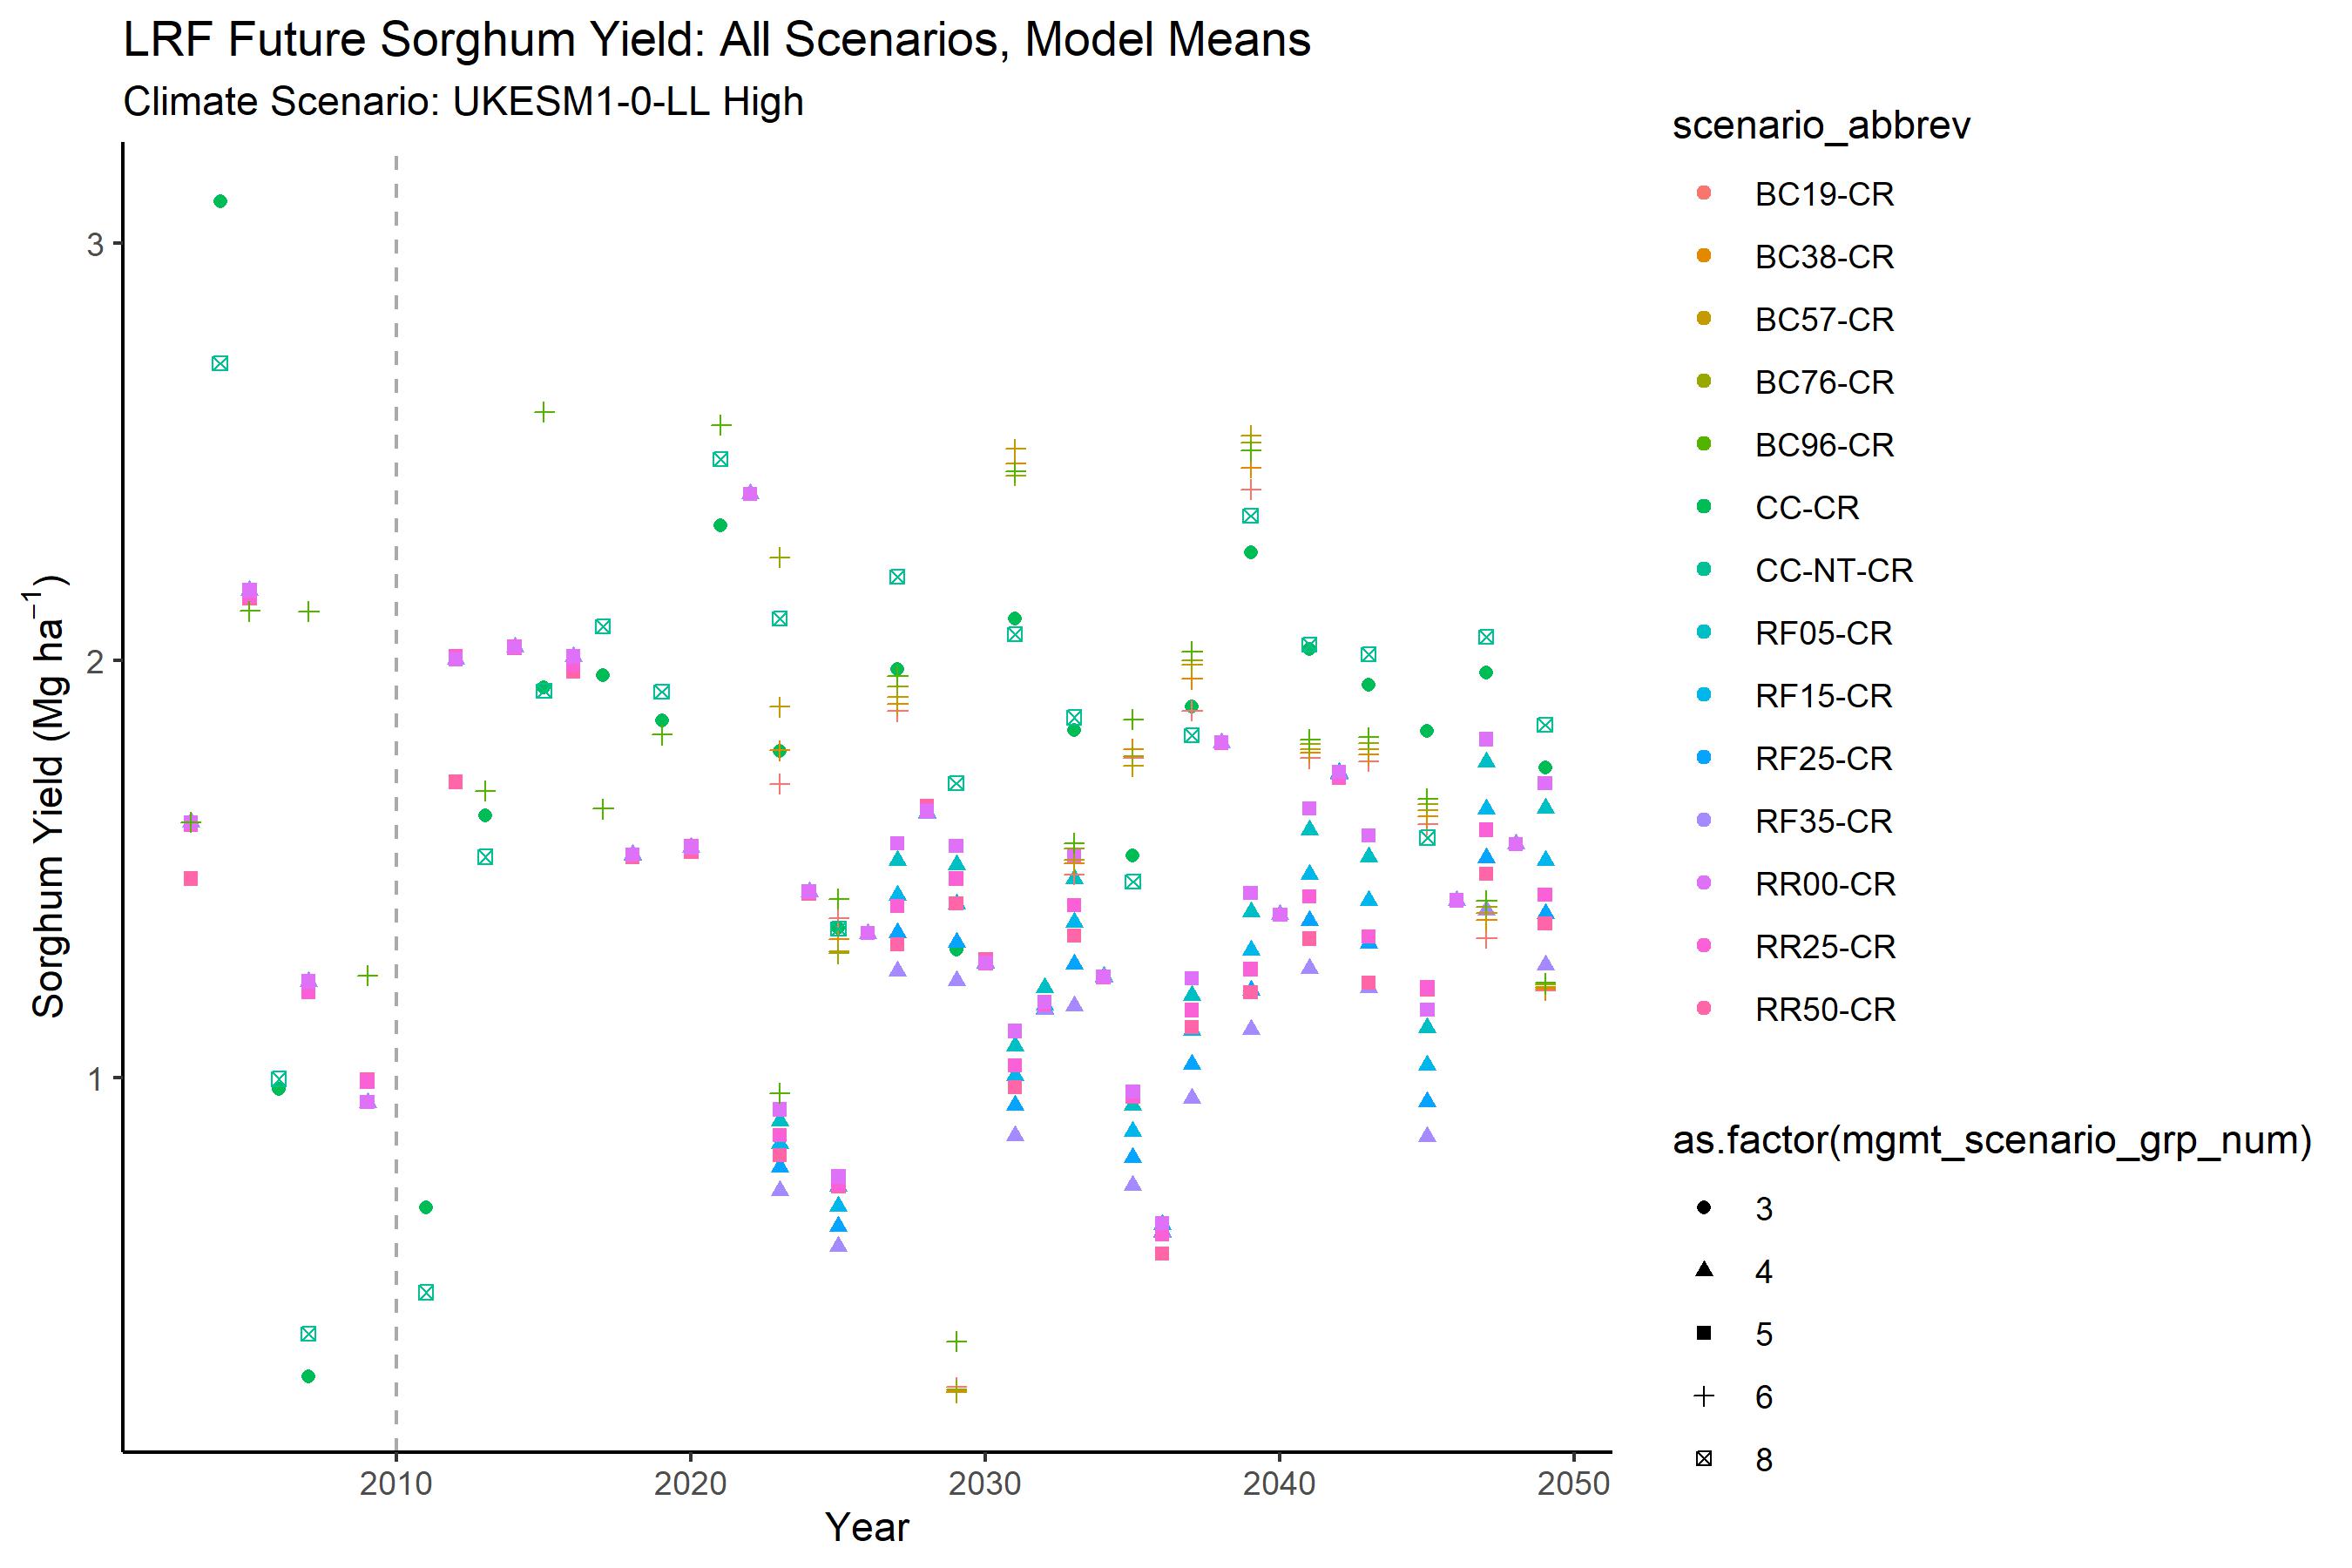 LRF Future Sorghum Yield: All Scenarios, Model Means
Climate Scenario: UKESM1-0-LL High
Sorghum Yield (Mg ha⁻¹)
3
2
1
2010
2020
2030
2040
2050
Year
scenario_abbrev
BC19-CR
BC38-CR
BC57-CR
BC76-CR
BC96-CR
CC-CR
CC-NT-CR
RF05-CR
RF15-CR
RF25-CR
RF35-CR
RR00-CR
RR25-CR
RR50-CR
as.factor(mgmt_scenario_grp_num)
3
4
5
6
8